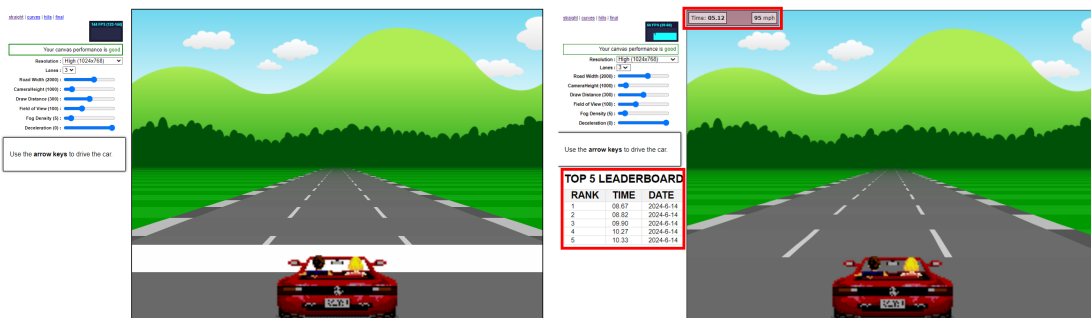 straight | curves | hills | final
Your canvas performance is good
Resolution : High (1024x768)
Lanes : 3
Road Width (2000) :
CameraHeight (1000) :
Draw Distance (300) :
Field of View (100) :
Fog Density (5) :
Deceleration (0) :
Use the arrow keys to drive the car.
straight | curves | hills | final
Time: 05.12
95 mph
Your canvas performance is good
Resolution : High (1024x768)
Lanes : 3
Road Width (2000) :
CameraHeight (1000) :
Draw Distance (300) :
Field of View (100) :
Fog Density (5) :
Use the arrow keys to drive the car.
TOP 5 LEADERBOARD
RANK TIME DATE
1 08.67 2024-6-14
2 08.82 2024-6-14
3 09.90 2024-6-14
4 10.27 2024-6-14
5 10.33 2024-6-14